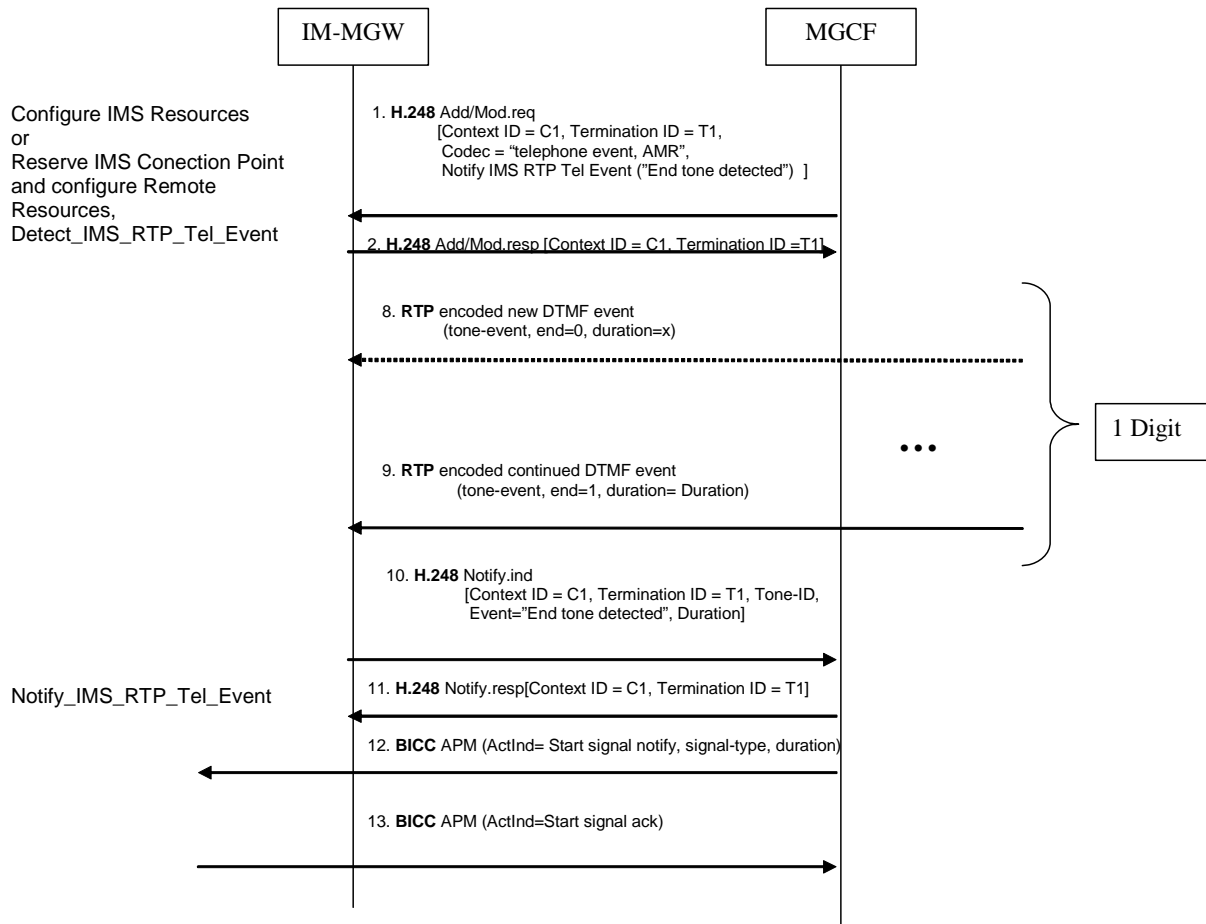 IM-MGW
MGCF
Configure IMS Resources
or
Reserve IMS Conection Point
and configure Remote
Resources,
Detect_IMS_RTP_Tel_Event
1. H.248 Add/Mod.req
[Context ID = C1, Termination ID = T1,
Codec = “telephone event, AMR”,
Notify IMS RTP Tel Event (”End tone detected”) ]
2. H.248 Add/Mod.resp [Context ID = C1, Termination ID =T1]
8. RTP encoded new DTMF event
(tone-event, end=0, duration=x)
1 Digit
...
9. RTP encoded continued DTMF event
(tone-event, end=1, duration= Duration)
10. H.248 Notify.ind
[Context ID = C1, Termination ID = T1, Tone-ID,
Event=”End tone detected”, Duration]
Notify_IMS_RTP_Tel_Event
11. H.248 Notify.resp[Context ID = C1, Termination ID = T1]
12. BICC APM (ActInd= Start signal notify, signal-type, duration)
13. BICC APM (ActInd=Start signal ack)